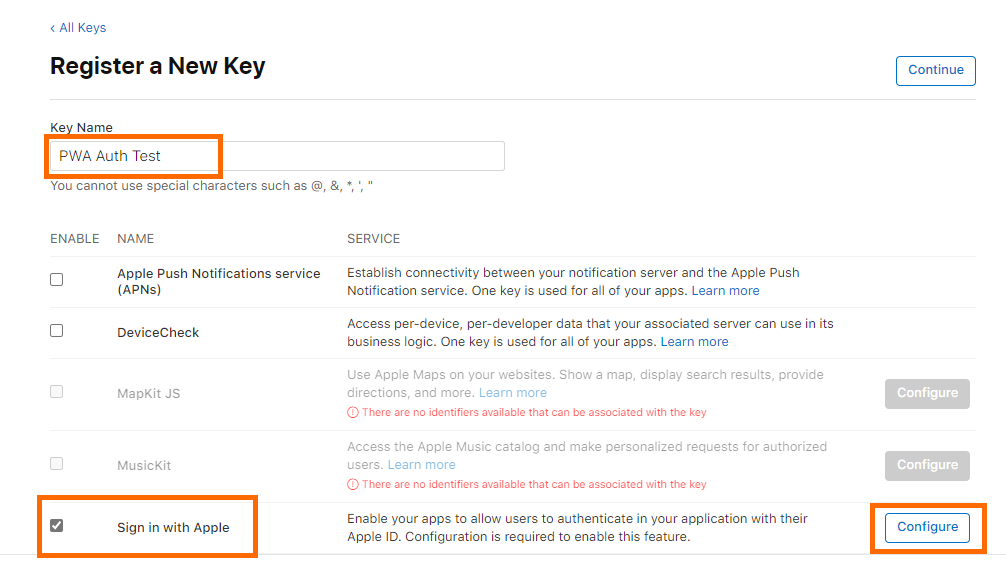 ‹ All Keys
Register a New Key
Continue
Key Name
PWA Auth Test
You cannot use special characters such as @, &, *, ', "
ENABLE NAME SERVICE
Apple Push Notifications service
(APNs)
Establish connectivity between your notification server and the Apple Push
Notification service. One key is used for all of your apps. Learn more
DeviceCheck
Access per-device, per-developer data that your associated server can use in its
business logic. One key is used for all of your apps. Learn more
MapKit JS
Use Apple Maps on your websites. Show a map, display search results, provide
directions, and more. Learn more
There are no identifiers available that can be associated with the key
Configure
MusicKit
Access the Apple Music catalog and make personalized requests for authorized
users. Learn more
There are no identifiers available that can be associated with the key
Configure
Sign in with Apple
Enable your apps to allow users to authenticate in your application with their
Apple ID. Configuration is required to enable this feature.
Configure